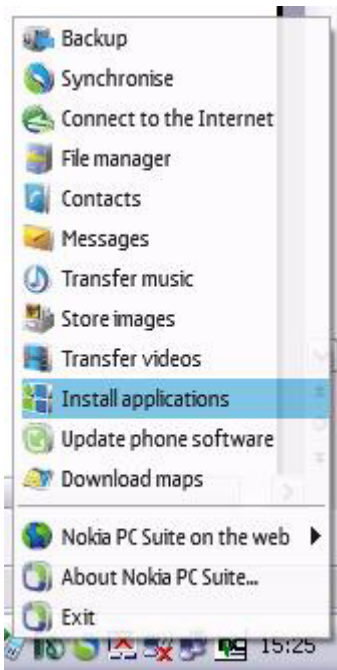 Backup
Synchronise
Connect to the Internet
File manager
Contacts
Messages
Transfer music
Store images
Transfer videos
Install applications
Update phone software
Download maps
Nokia PC Suite on the web
About Nokia PC Suite...
Exit
15:25